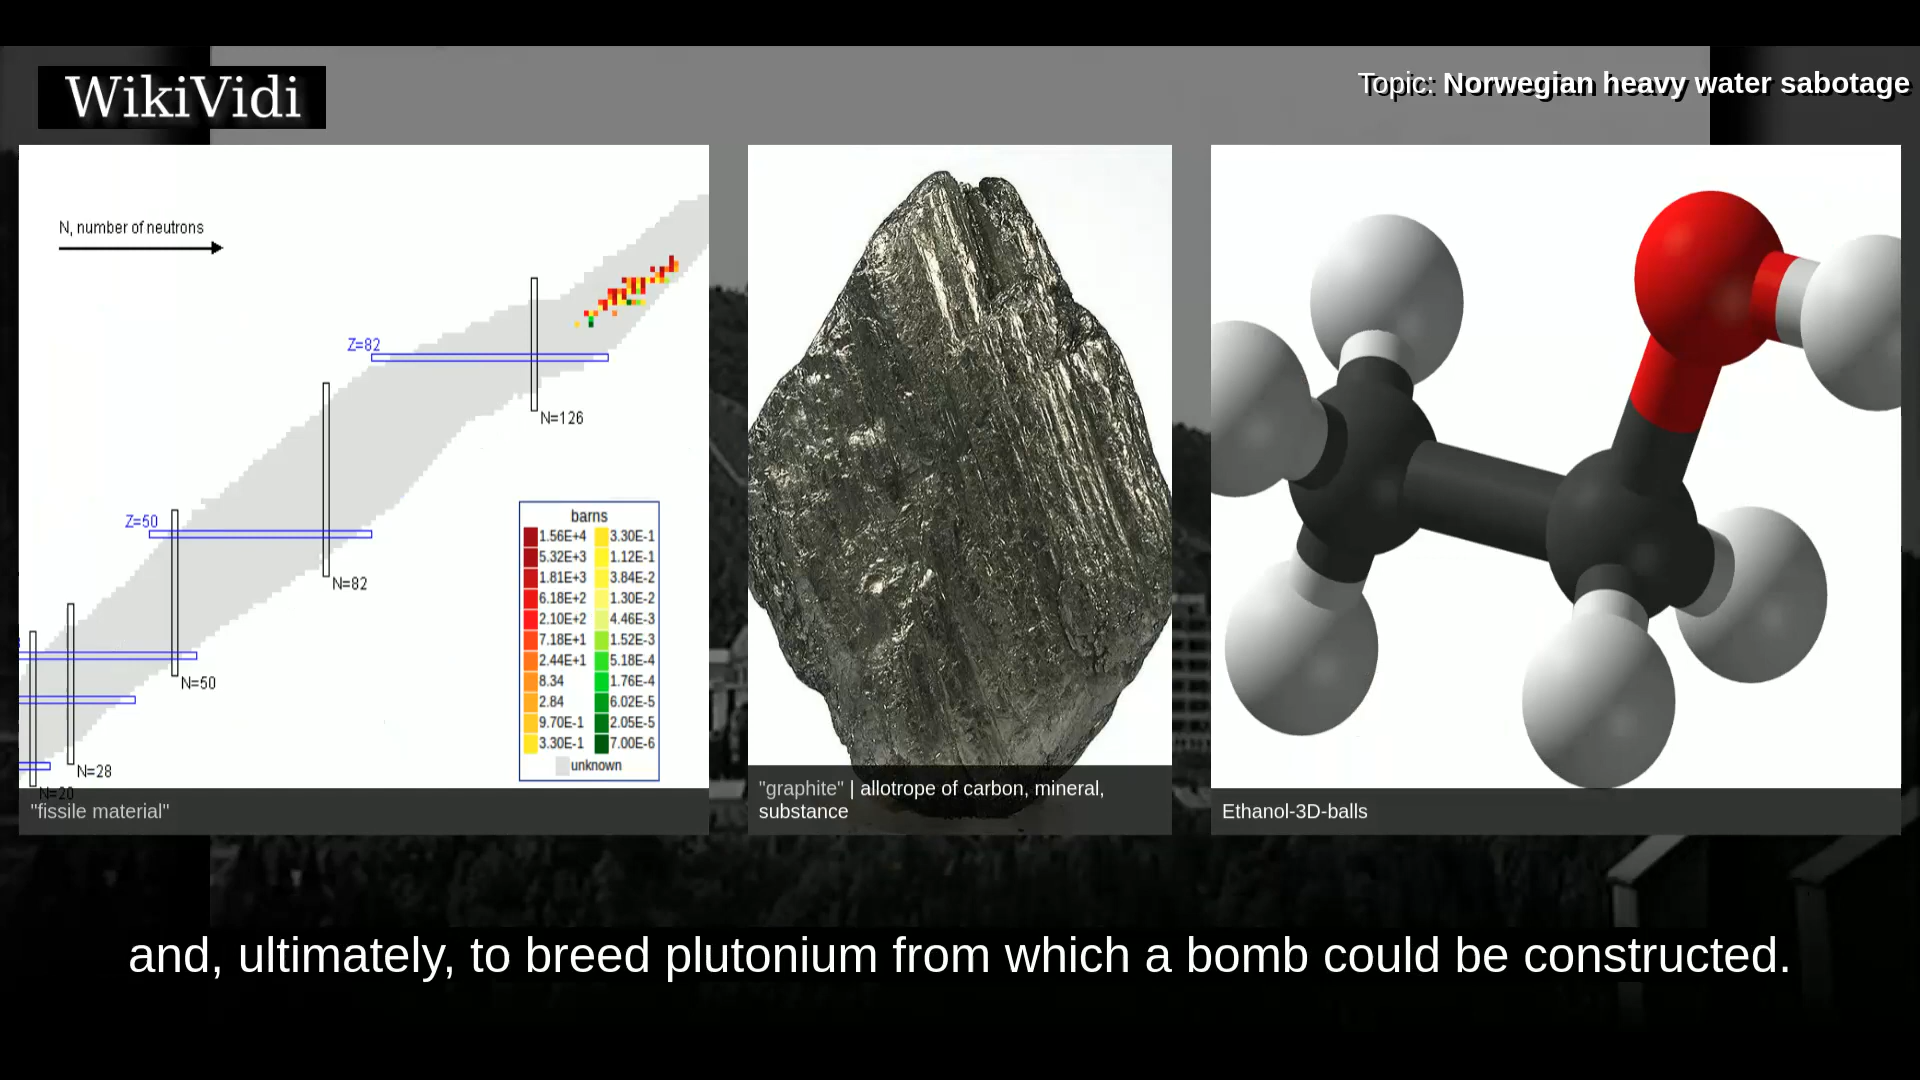 WikiVidi
Topic: Norwegian heavy water sabotage
N, number of neutrons
Z=82
N=126
Z=50
N=82
N=50
N=28
N=20
barns
1.56E+4 3.30E-1
5.32E+3 1.12E-1
1.81E+3 3.84E-2
6.18E+2 1.30E-2
2.10E+2 4.46E-3
7.18E+1 1.52E-3
2.44E+1 5.18E-4
8.34 1.76E-4
2.84 6.02E-5
9.70E-1 2.05E-5
3.30E-1 7.00E-6
unknown
"fissile material"
"graphite" | allotrope of carbon, mineral,
substance
Ethanol-3D-balls
and, ultimately, to breed plutonium from which a bomb could be constructed.